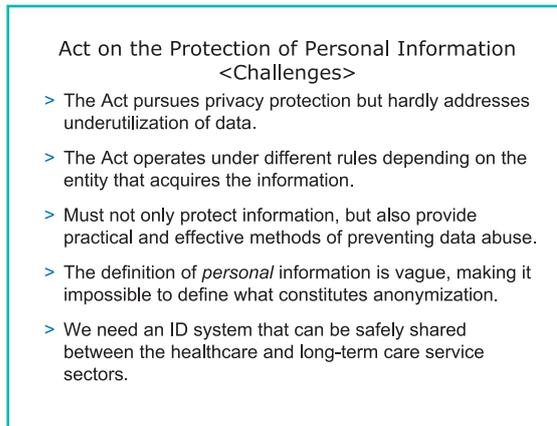 Act on the Protection of Personal Information
<Challenges>
> The Act pursues privacy protection but hardly addresses
underutilization of data.
> The Act operates under different rules depending on the
entity that acquires the information.
> Must not only protect information, but also provide
practical and effective methods of preventing data abuse.
> The definition of personal information is vague, making it
impossible to define what constitutes anonymization.
> We need an ID system that can be safely shared
between the healthcare and long-term care service
sectors.